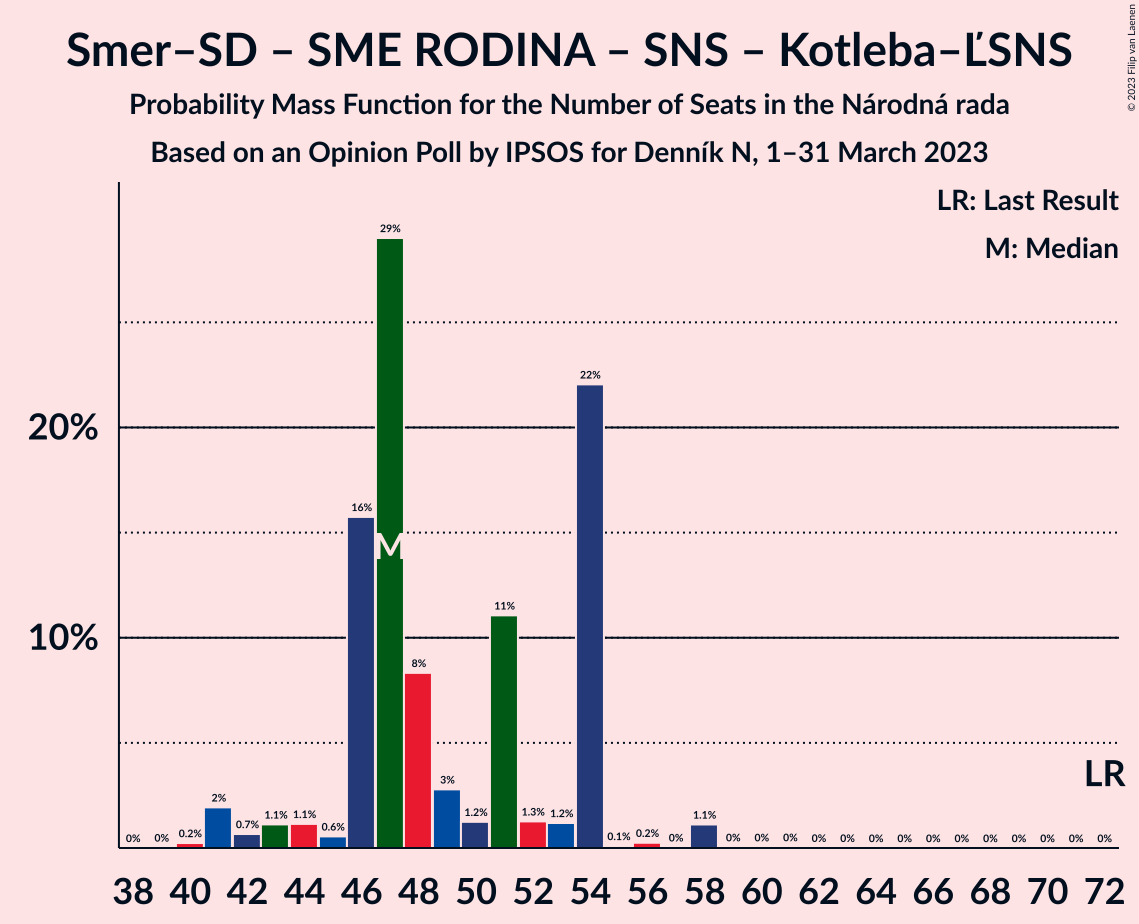 Smer–SD – SME RODINA – SNS – Kotleba–ĽSNS
Probability Mass Function for the Number of Seats in the Národná rada
Based on an Opinion Poll by IPSOS for Denník N, 1–31 March 2023
© 2023 Filip van Laenen
LR: Last Result
M: Median
20%
10%
0% 0% 0.2% 2% 0.7% 1.1% 1.1% 0.6% 16% 29% 8% 3% 1.2% 11% 1.3% 1.2% 22% 0.1% 0.2% 0% 1.1% 0% 0% 0% 0% 0% 0% 0% 0% 0% 0% 0% 0% 0% 0%
M
LR
38 40 42 44 46 48 50 52 54 56 58 60 62 64 66 68 70 72